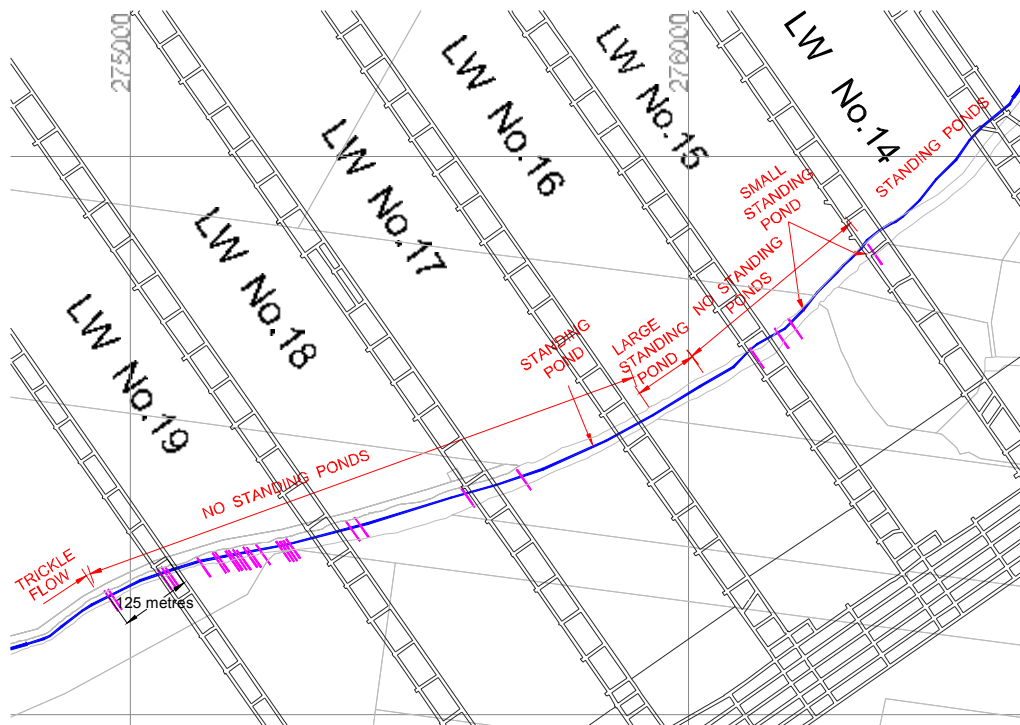 275000
276000
LW No.14
LW No.15
LW No.16
LW No.17
LW No.18
LW No.19
STANDING PONDS
SMALL
STANDING
POND
NO STANDING
PONDS
LARGE
STANDING
POND
STANDING
POND
NO STANDING PONDS
TRICKLE
FLOW
125 metres